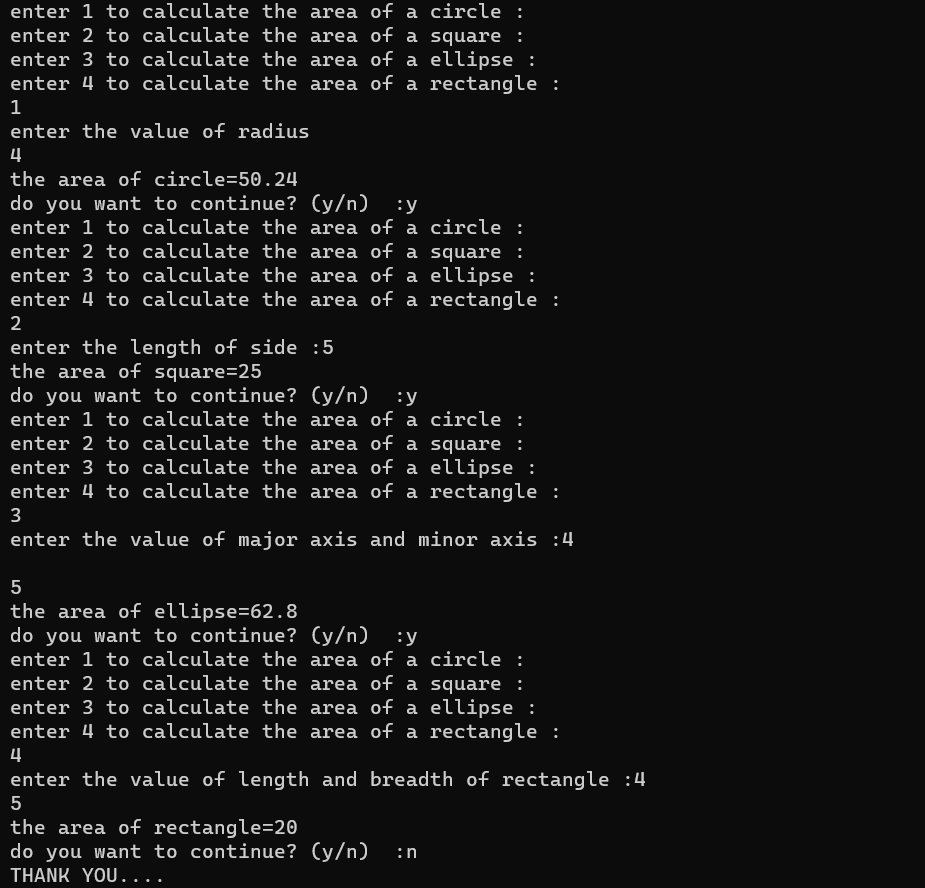 enter 1 to calculate the area of a circle :
enter 2 to calculate the area of a square :
enter 3 to calculate the area of a ellipse :
enter 4 to calculate the area of a rectangle :
1
enter the value of radius
4
the area of circle=50.24
do you want to continue? (y/n)  :y
enter 1 to calculate the area of a circle :
enter 2 to calculate the area of a square :
enter 3 to calculate the area of a ellipse :
enter 4 to calculate the area of a rectangle :
2
enter the length of side :5
the area of square=25
do you want to continue? (y/n)  :y
enter 1 to calculate the area of a circle :
enter 2 to calculate the area of a square :
enter 3 to calculate the area of a ellipse :
enter 4 to calculate the area of a rectangle :
3
enter the value of major axis and minor axis :4

5
the area of ellipse=62.8
do you want to continue? (y/n)  :y
enter 1 to calculate the area of a circle :
enter 2 to calculate the area of a square :
enter 3 to calculate the area of a ellipse :
enter 4 to calculate the area of a rectangle :
4
enter the value of length and breadth of rectangle :4
5
the area of rectangle=20
do you want to continue? (y/n)  :n
THANK YOU....